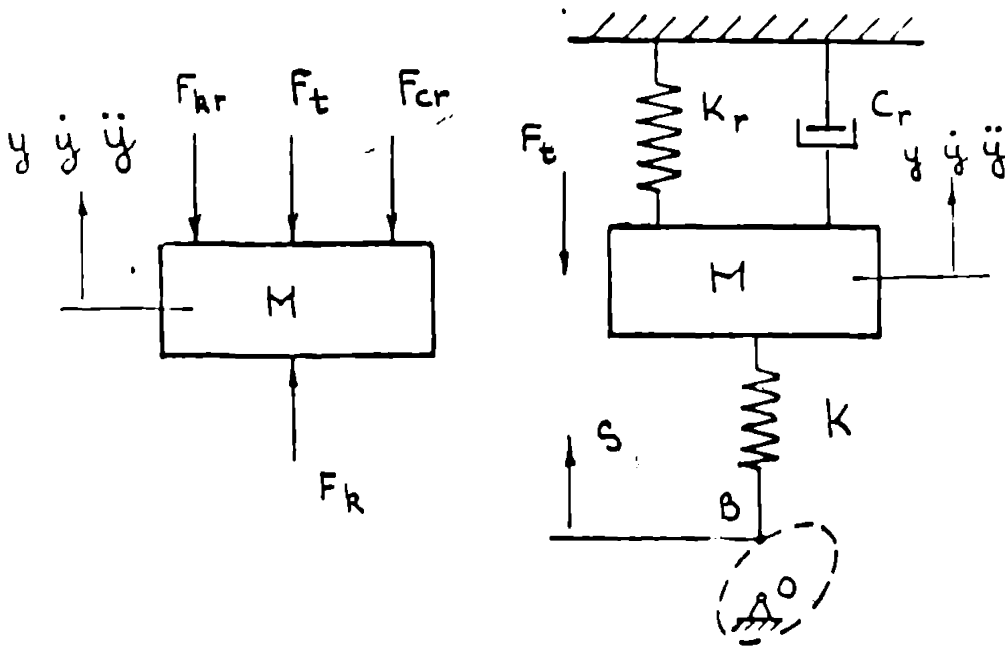 F_kr F_t F_cr
y ẏ ÿ
M
F_k
K_r
C_r
F_t
y ẏ ÿ
M
S
K
B
O